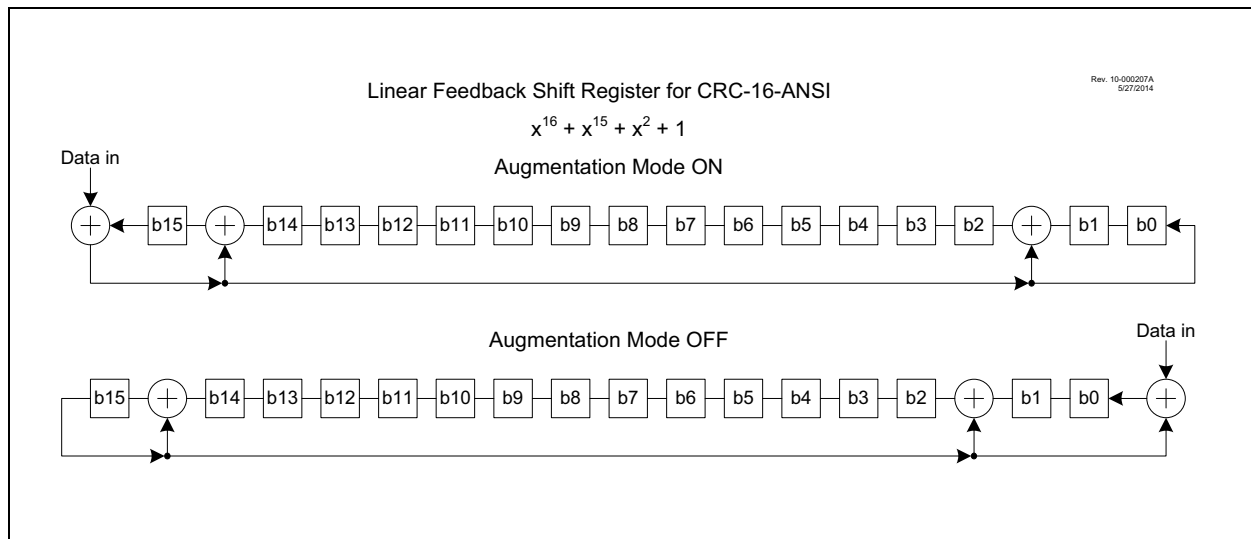 Linear Feedback Shift Register for CRC-16-ANSI
Rev. 10-000207A
5/27/2014
x¹⁶ + x¹⁵ + x² + 1
Data in
Augmentation Mode ON
+ b15 + b14 b13 b12 b11 b10 b9 b8 b7 b6 b5 b4 b3 b2 + b1 b0
Augmentation Mode OFF
Data in
b15 + b14 b13 b12 b11 b10 b9 b8 b7 b6 b5 b4 b3 b2 + b1 b0 +